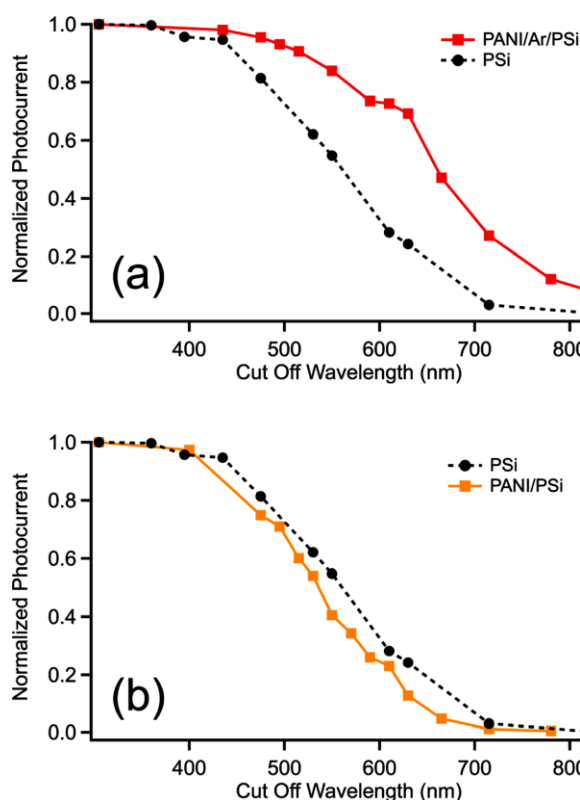 1.0
0.8
0.6
0.4
0.2
0.0
Normalized Photocurrent
PANI/Ar/PSi
PSi
(a)
400
500
600
700
800
Cut Off Wavelength (nm)
1.0
0.8
0.6
0.4
0.2
0.0
Normalized Photocurrent
PSi
PANI/PSi
(b)
400
500
600
700
800
Cut Off Wavelength (nm)